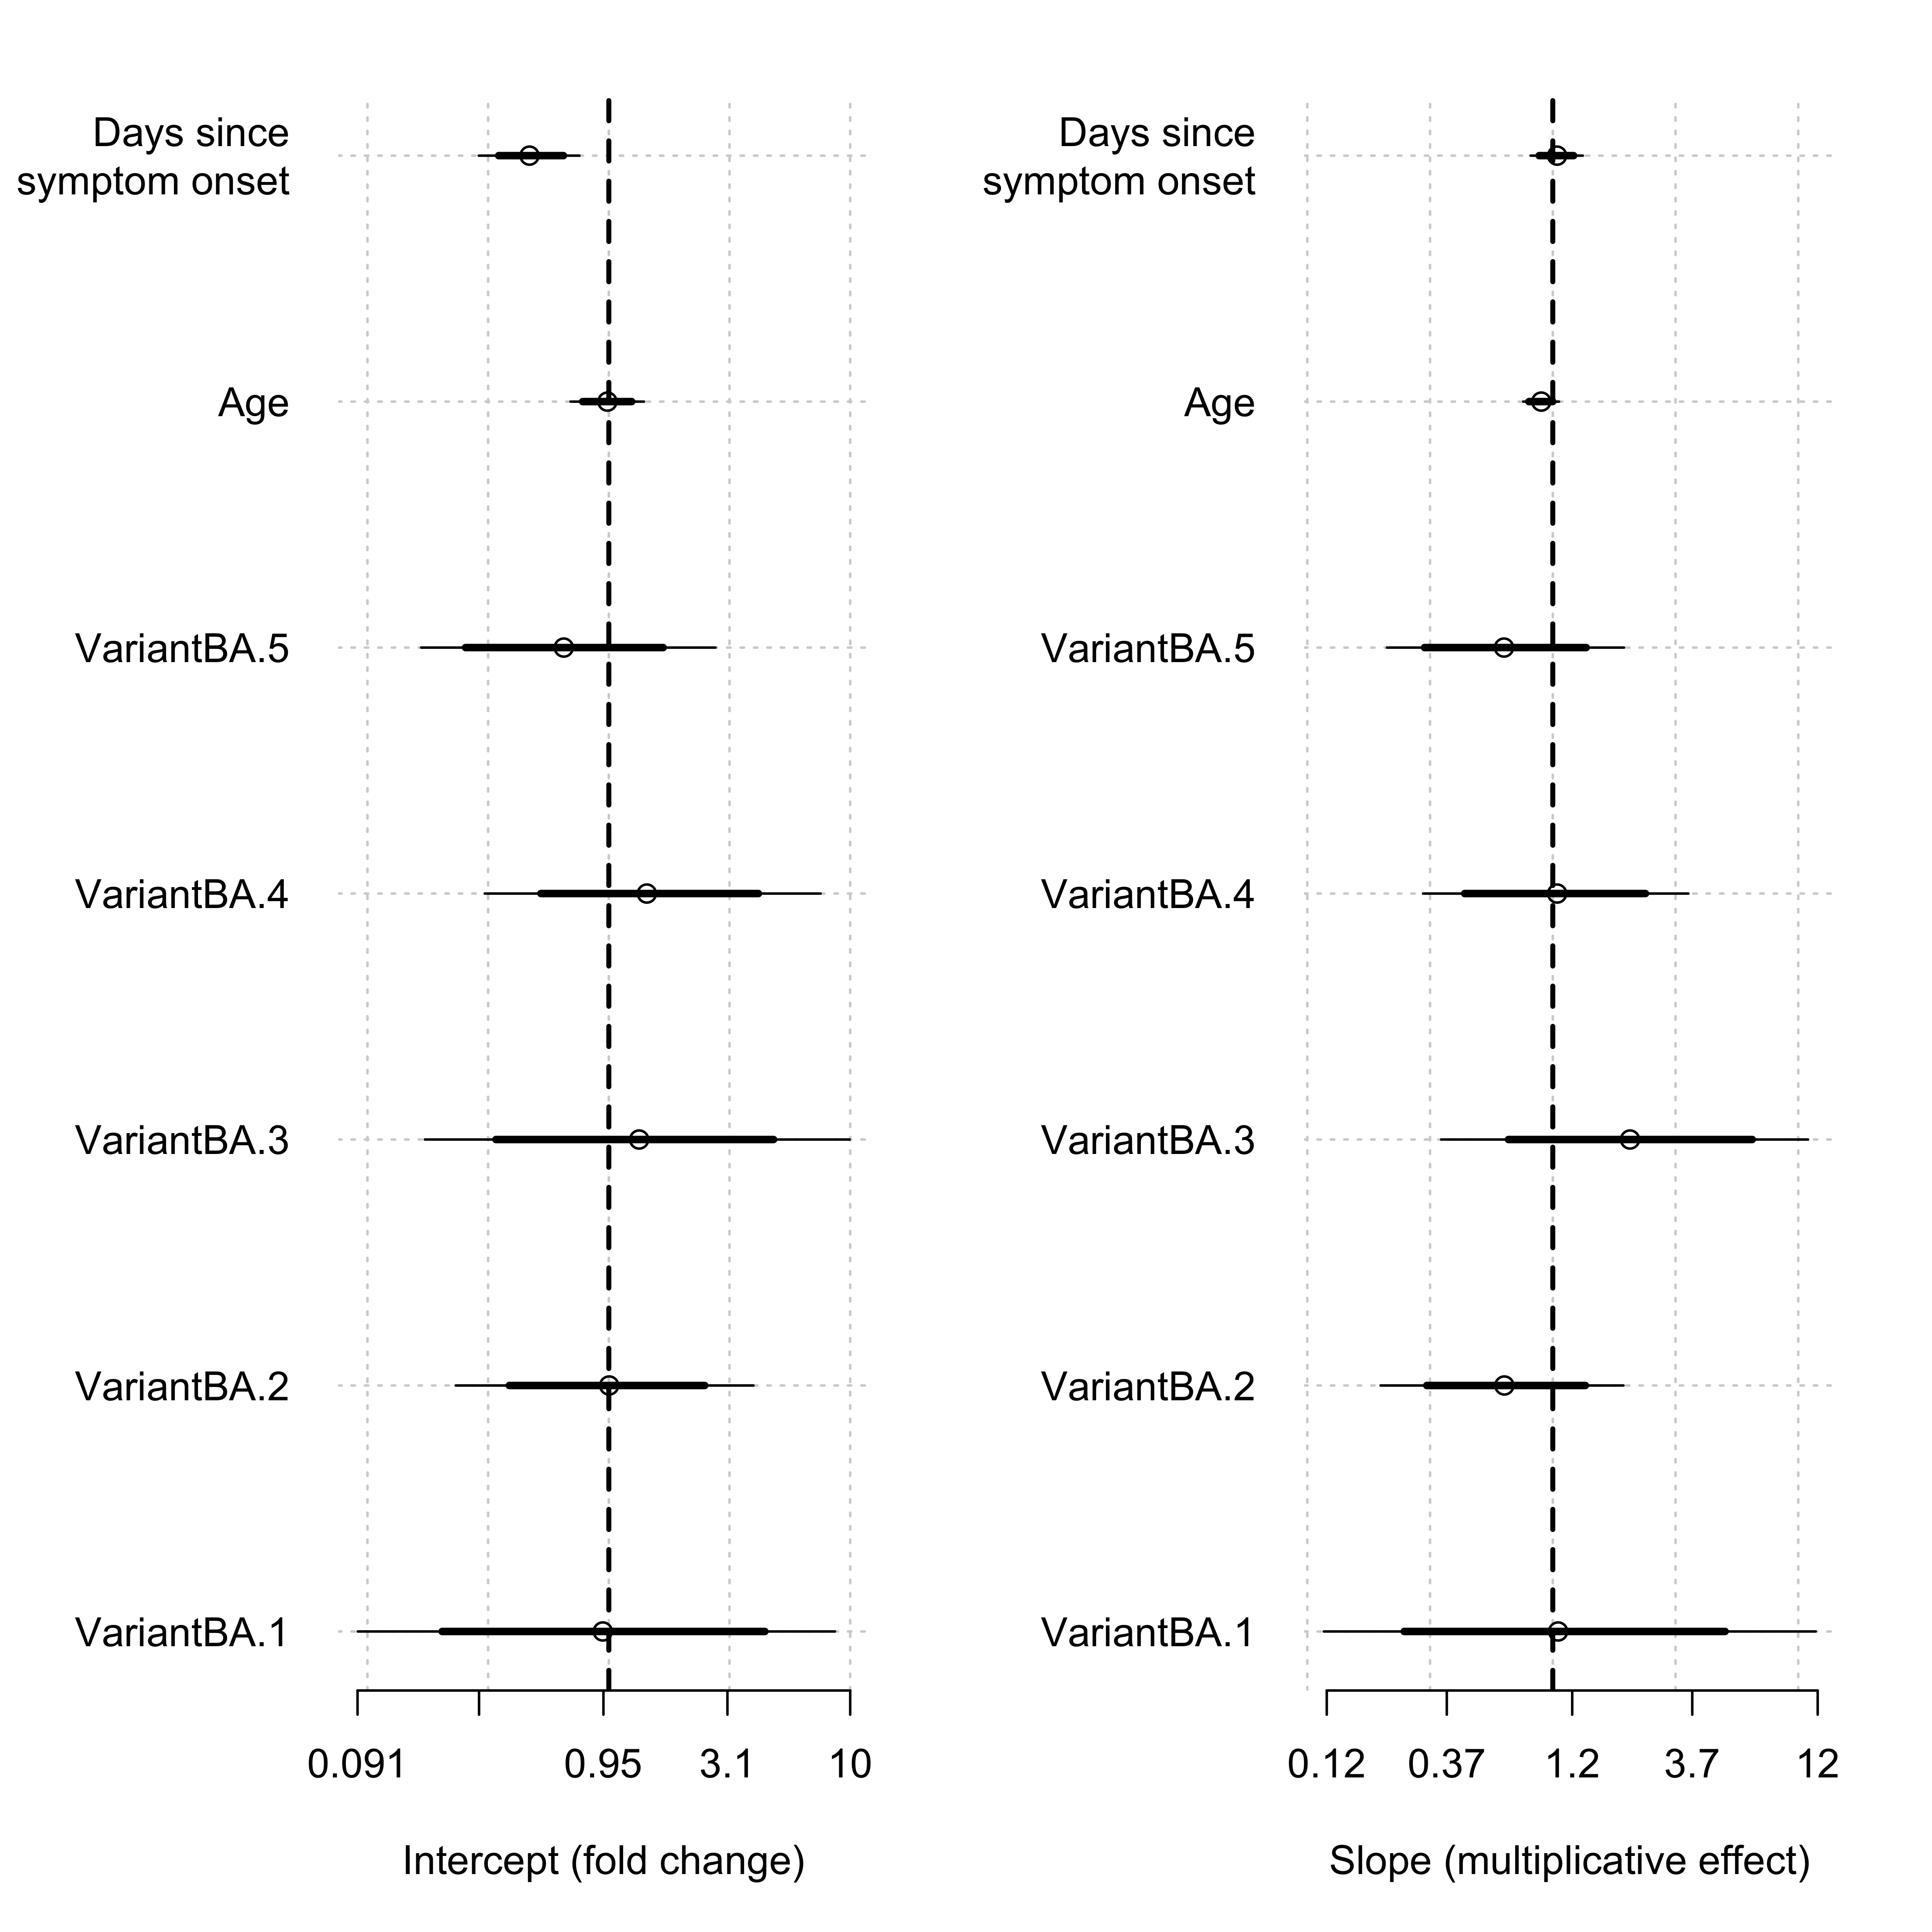 Days since
symptom onset
Age
VariantBA.5
VariantBA.4
VariantBA.3
VariantBA.2
VariantBA.1
0.091 0.95 3.1 10
Intercept (fold change)
Days since
symptom onset
Age
VariantBA.5
VariantBA.4
VariantBA.3
VariantBA.2
VariantBA.1
0.12 0.37 1.2 3.7 12
Slope (multiplicative effect)